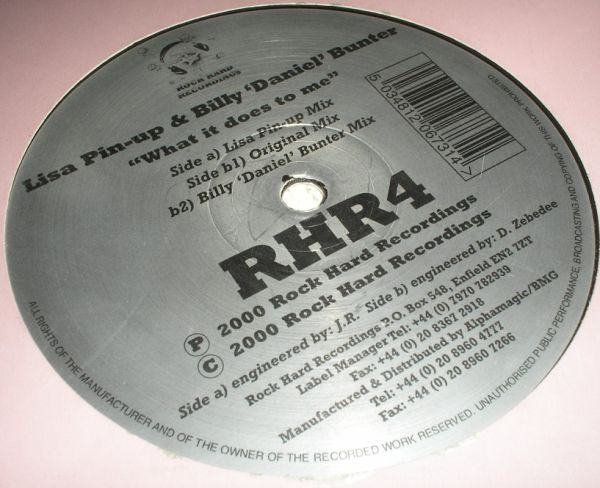 ROCK HARD
RECORDINGS
Lisa Pin-up & Billy 'Daniel' Bunter
"What it does to me"
Side a) Lisa Pin-up Mix
Side b1) Original Mix
b2) Billy 'Daniel' Bunter Mix
5 034812 067314 >
RHR4
P 2000 Rock Hard Recordings
C 2000 Rock Hard Recordings
Side a) engineered by: J.R. Side b) engineered by: D. Zebedee
Rock Hard Recordings P.O. Box 548, Enfield EN2 7ZT
Label Manager Tel: +44 (0) 7970 782939
Fax: +44 (0) 20 8367 2918
Manufactured & Distributed by Alphamagic/BMG
Tel: +44 (0) 20 8960 4777
Fax: +44 (0) 20 8960 7266
ALL RIGHTS OF THE MANUFACTURER AND OF THE OWNER OF THE RECORDED WORK RESERVED. UNAUTHORISED PUBLIC PERFORMANCE, BROADCASTING AND COPYING OF THIS WORK PROHIBITED.